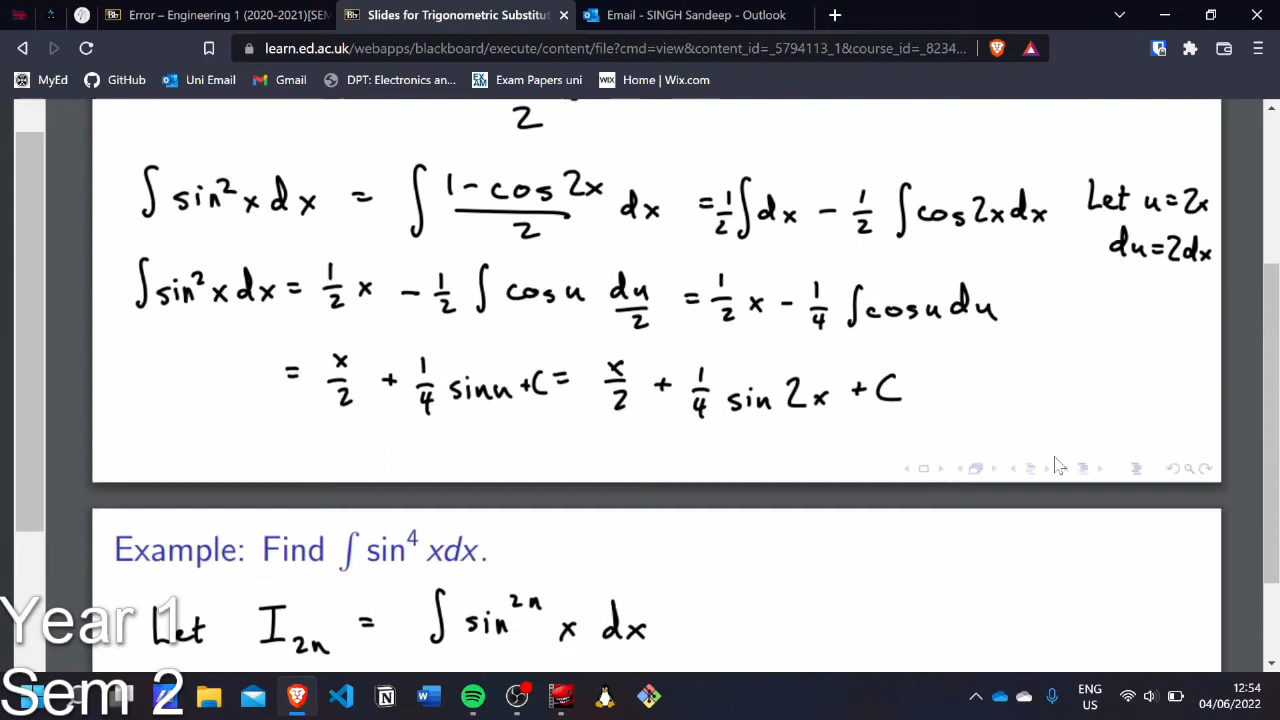 Error – Engineering 1 (2020-2021)[SEM
Slides for Trigonometric Substitut
Email - SINGH Sandeep - Outlook
learn.ed.ac.uk/webapps/blackboard/execute/content/file?cmd=view&content_id=_5794113_1&course_id=_8234...
MyEd GitHub Uni Email Gmail DPT: Electronics an... Exam Papers uni Home | Wix.com
2
∫ sin² x dx = ∫ (1 - cos 2x)/2 dx = 1/2 ∫ dx - 1/2 ∫ cos 2x dx Let u = 2x
du = 2dx
∫ sin² x dx = 1/2 x - 1/2 ∫ cos u du/2 = 1/2 x - 1/4 ∫ cos u du
= x/2 + 1/4 sin u + C = x/2 + 1/4 sin 2x + C
Example: Find ∫ sin⁴ xdx.
Let I₂ₙ = ∫ sin²ⁿ x dx
Year 1
Sem 2
ENG
US
12:54
04/06/2022